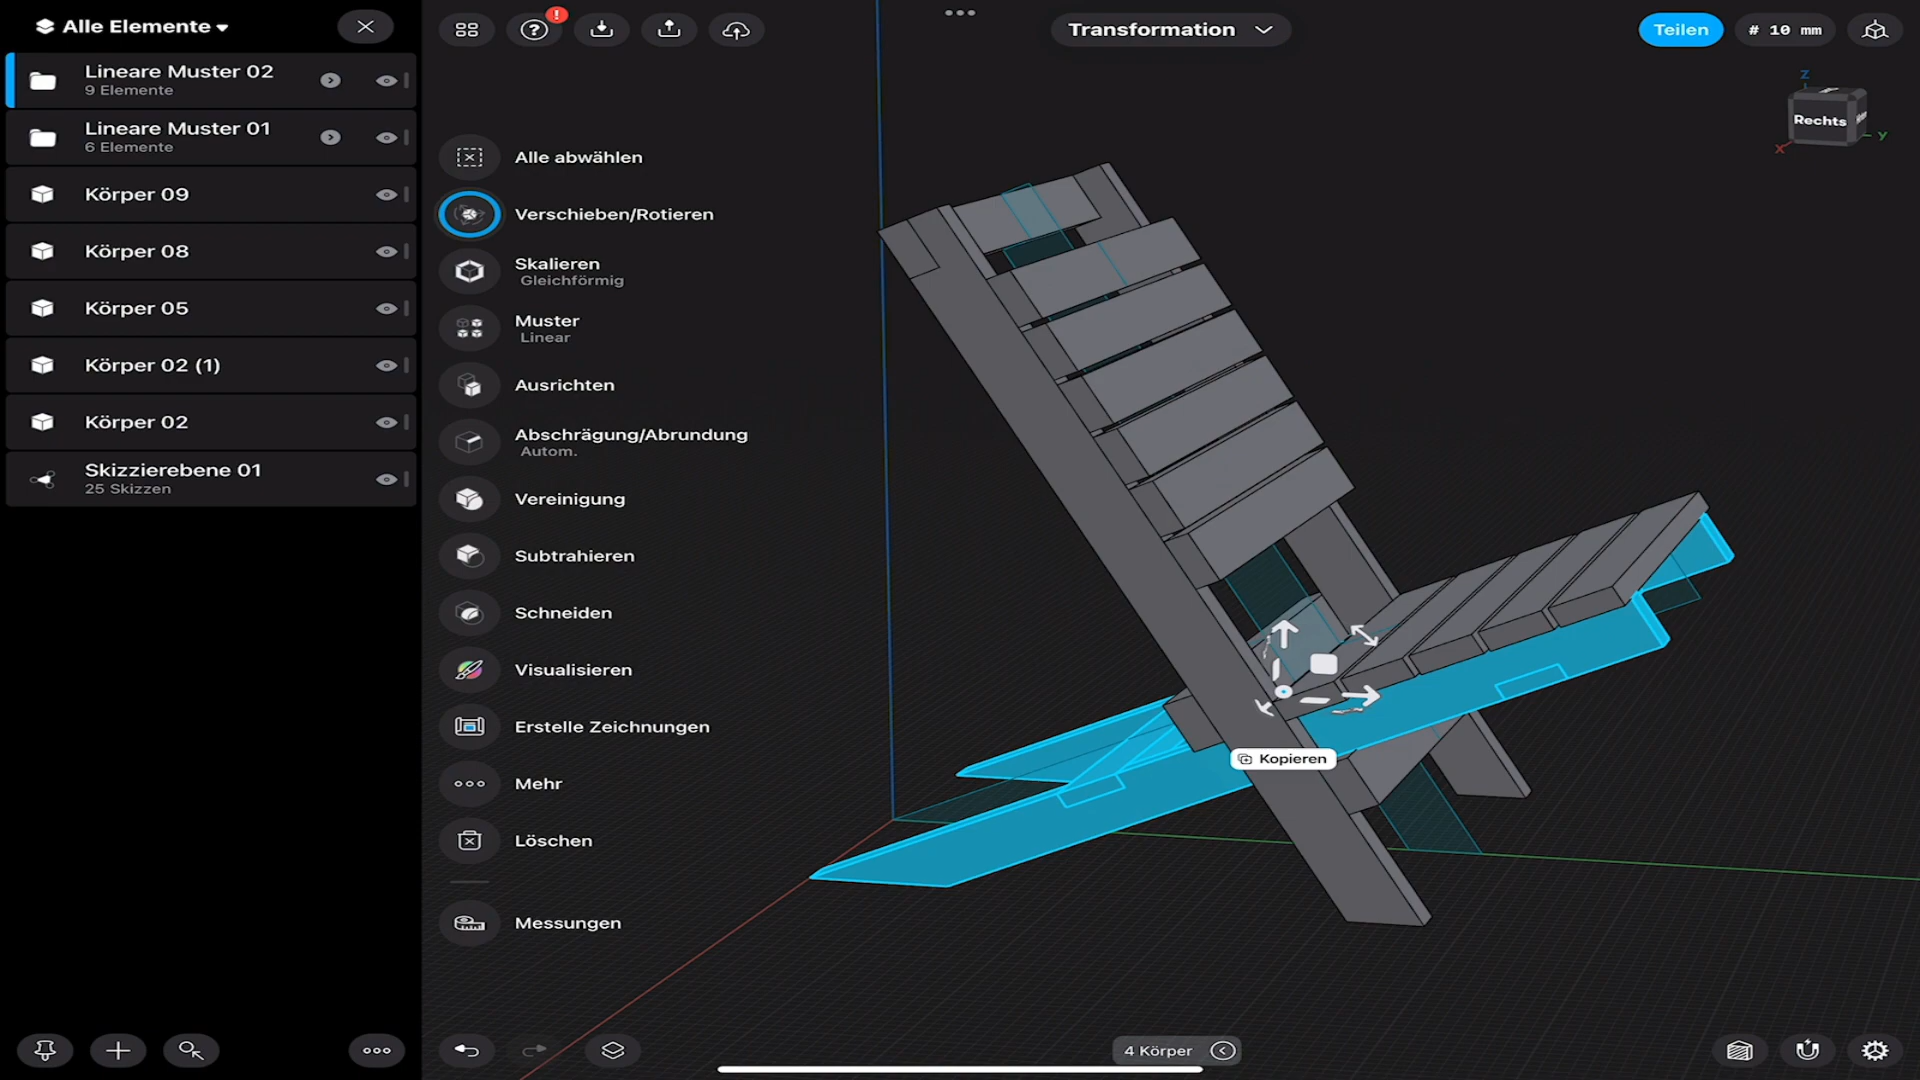 Alle Elemente
Lineare Muster 02
9 Elemente
Lineare Muster 01
6 Elemente
Körper 09
Körper 08
Körper 05
Körper 02 (1)
Körper 02
Skizzierebene 01
25 Skizzen
Transformation
Teilen
# 10 mm
Z
Rechts
X
Y
Alle abwählen
Verschieben/Rotieren
Skalieren
Gleichförmig
Muster
Linear
Ausrichten
Abschrägung/Abrundung
Autom.
Vereinigung
Subtrahieren
Schneiden
Visualisieren
Erstelle Zeichnungen
Mehr
Löschen
Messungen
Kopieren
4 Körper